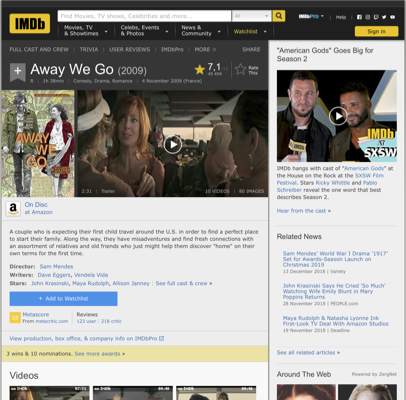 IMDb
Find Movies, TV shows, Celebrities and more...
All
IMDbPro
Help
Movies, TV
& Showtimes
Celebs, Events
& Photos
News &
Community
Watchlist
Sign in
FULL CAST AND CREW | TRIVIA | USER REVIEWS | IMDbPro | MORE
SHARE
Away We Go (2009)
7,1
Rate
This
1h 38min | Comedy, Drama, Romance | 4 November 2009 (France)
AWAY
WE
GO
2:31 | Trailer
10 VIDEOS
80 IMAGES
On Disc
at Amazon
A couple who is expecting their first child travel around the U.S. in order to find a perfect place
to start their family. Along the way, they have misadventures and find fresh connections with
an assortment of relatives and old friends who just might help them discover "home" on their
own terms for the first time.
Director: Sam Mendes
Writers: Dave Eggers, Vendela Vida
Stars: John Krasinski, Maya Rudolph, Allison Janney | See full cast & crew »
+ Add to Watchlist
Metascore
From metacritic.com
Reviews
123 user | 218 critic
View production, box office, & company info on IMDbPro
3 wins & 10 nominations. See more awards »
Videos
"American Gods" Goes Big for
Season 2
IMDb
at
SXSW
IMDb hangs with cast of "American Gods" at
the House on the Rock at the SXSW Film
Festival. Stars Ricky Whittle and Pablo
Schreiber reveal the one word that best
describes Season 2.
Hear from the cast »
Related News
Sam Mendes' World War I Drama '1917'
Set for Awards-Season Launch on
Christmas 2019
13 December 2018 | Variety
John Krasinski Says He Cried 'So Much'
Watching Wife Emily Blunt in Mary
Poppins Returns
28 November 2018 | PEOPLE.com
Maya Rudolph & Natasha Lyonne Ink
First-Look TV Deal With Amazon Studios
19 November 2018 | Deadline
See all related articles »
Around The Web
Powered by ZergNet